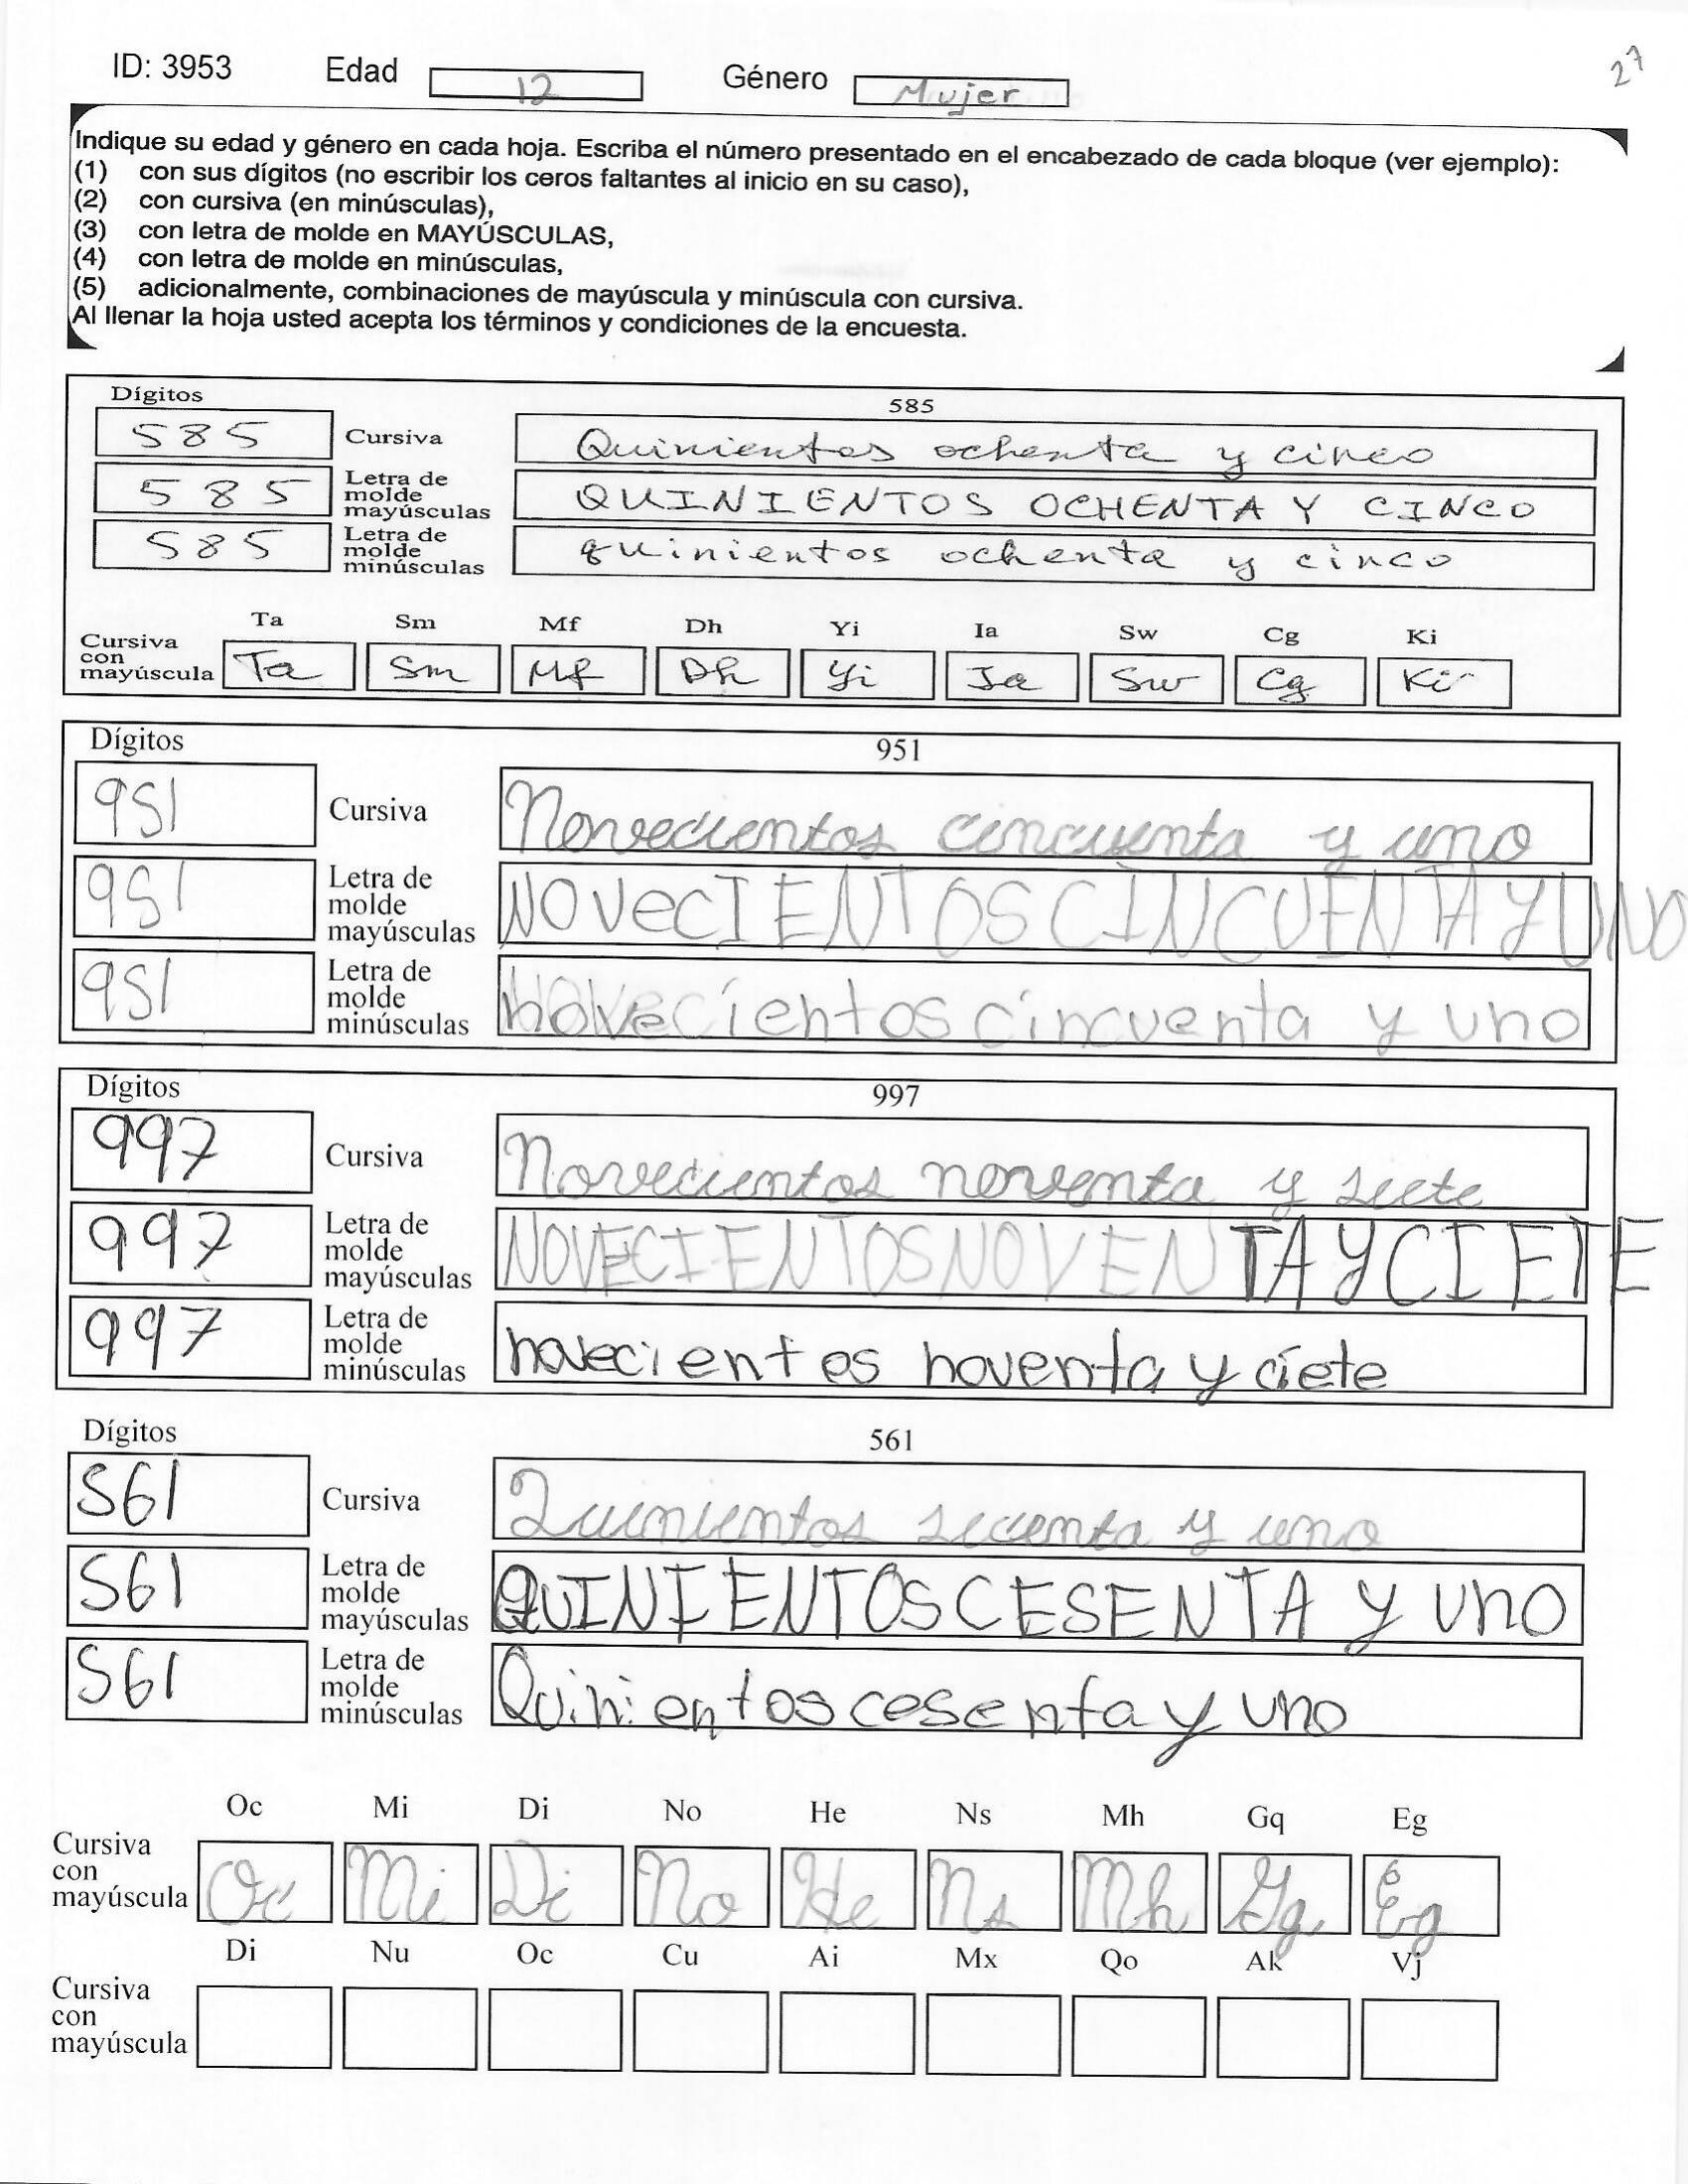 ID: 3953 Edad 12 Género Mujer 27
Indique su edad y género en cada hoja. Escriba el número presentado en el encabezado de cada bloque (ver ejemplo):
(1) con sus dígitos (no escribir los ceros faltantes al inicio en su caso),
(2) con cursiva (en minúsculas),
(3) con letra de molde en MAYÚSCULAS,
(4) con letra de molde en minúsculas,
(5) adicionalmente, combinaciones de mayúscula y minúscula con cursiva.
Al llenar la hoja usted acepta los términos y condiciones de la encuesta.
Dígitos 585
585 Cursiva Quinientos ochenta y cinco
585 Letra de molde mayúsculas QUINIENTOS OCHENTA Y CINCO
585 Letra de molde minúsculas quinientos ochenta y cinco
Ta Sm Mf Dh Yi Ia Sw Cg Ki
Cursiva con mayúscula Ta Sm Mf Dh Yi Ia Sw Cg Ki
Dígitos 951
951 Cursiva Novecientos cincuenta y uno
951 Letra de molde mayúsculas NOVeCIENTOS CINCUENTA Y UNO
951 Letra de molde minúsculas novecientos cincuenta y uno
Dígitos 997
997 Cursiva Novecientos noventa y siete
997 Letra de molde mayúsculas NOVECIENTOS NOVENTA Y CIETE
997 Letra de molde minúsculas novecientos noventa y ciete
Dígitos 561
561 Cursiva Quinientos secenta y uno
561 Letra de molde mayúsculas QUINIENTOS CESENTA y uno
561 Letra de molde minúsculas Quinientos cesenta y uno
Oc Mi Di No He Ns Mh Gq Eg
Cursiva con mayúscula Oc Mi Di No He Ns Mh Gq Eg
Di Nu Oc Cu Ai Mx Qo Ak Vj
Cursiva con mayúscula